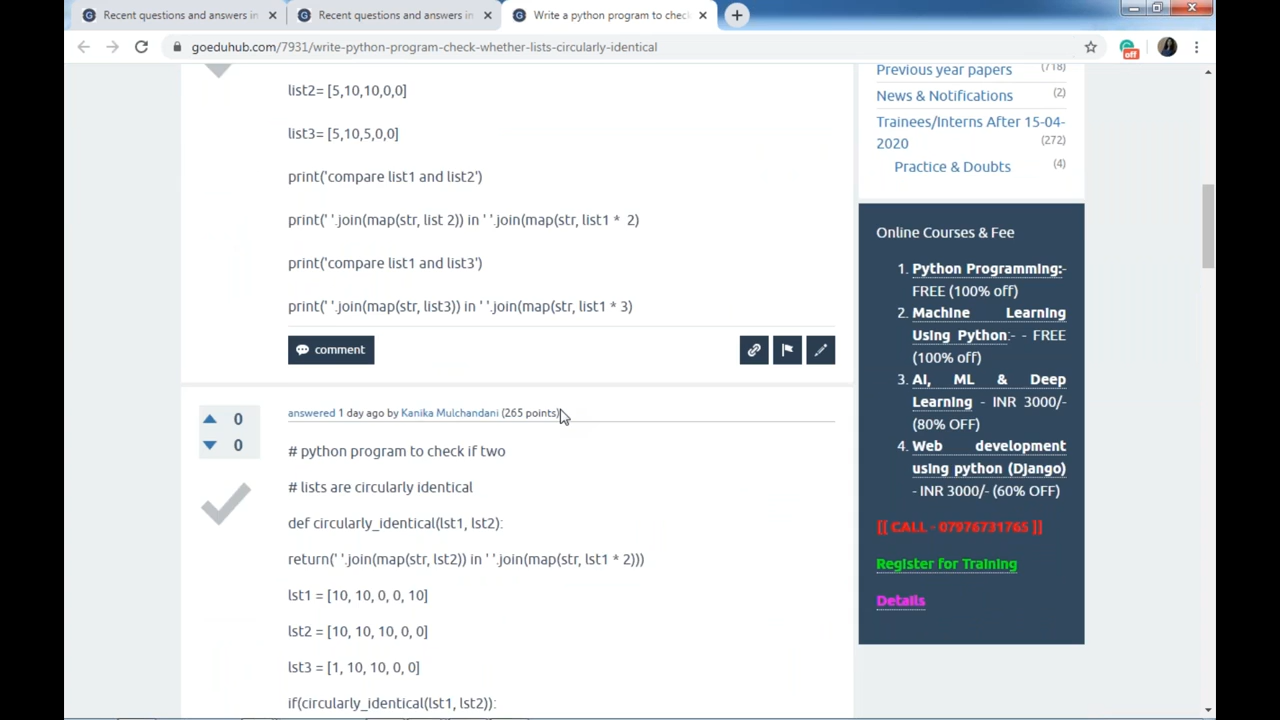 Recent questions and answers in
Recent questions and answers in
Write a python program to check
goeduhub.com/7931/write-python-program-check-whether-lists-circularly-identical
off
list2= [5,10,10,0,0]
list3= [5,10,5,0,0]
print('compare list1 and list2')
print(' '.join(map(str, list 2)) in ' '.join(map(str, list1 *  2)
print('compare list1 and list3')
print(' '.join(map(str, list3)) in ' '.join(map(str, list1 * 3)
comment
0
0
answered 1 day ago by Kanika Mulchandani (265 points)
# python program to check if two
# lists are circularly identical
def circularly_identical(lst1, lst2):
return(' '.join(map(str, lst2)) in ' '.join(map(str, lst1 * 2)))
lst1 = [10, 10, 0, 0, 10]
lst2 = [10, 10, 10, 0, 0]
lst3 = [1, 10, 10, 0, 0]
if(circularly_identical(lst1, lst2)):
Previous year papers (718)
News & Notifications (2)
Trainees/Interns After 15-04-
2020 (272)
Practice & Doubts (4)
Online Courses & Fee
1. Python Programming:-
FREE (100% off)
2. Machine Learning
Using Python:- - FREE
(100% off)
3. AI, ML & Deep
Learning - INR 3000/-
(80% OFF)
4. Web development
using python (Django)
- INR 3000/- (60% OFF)
[[ CALL - 07976731765 ]]
Register for Training
Details